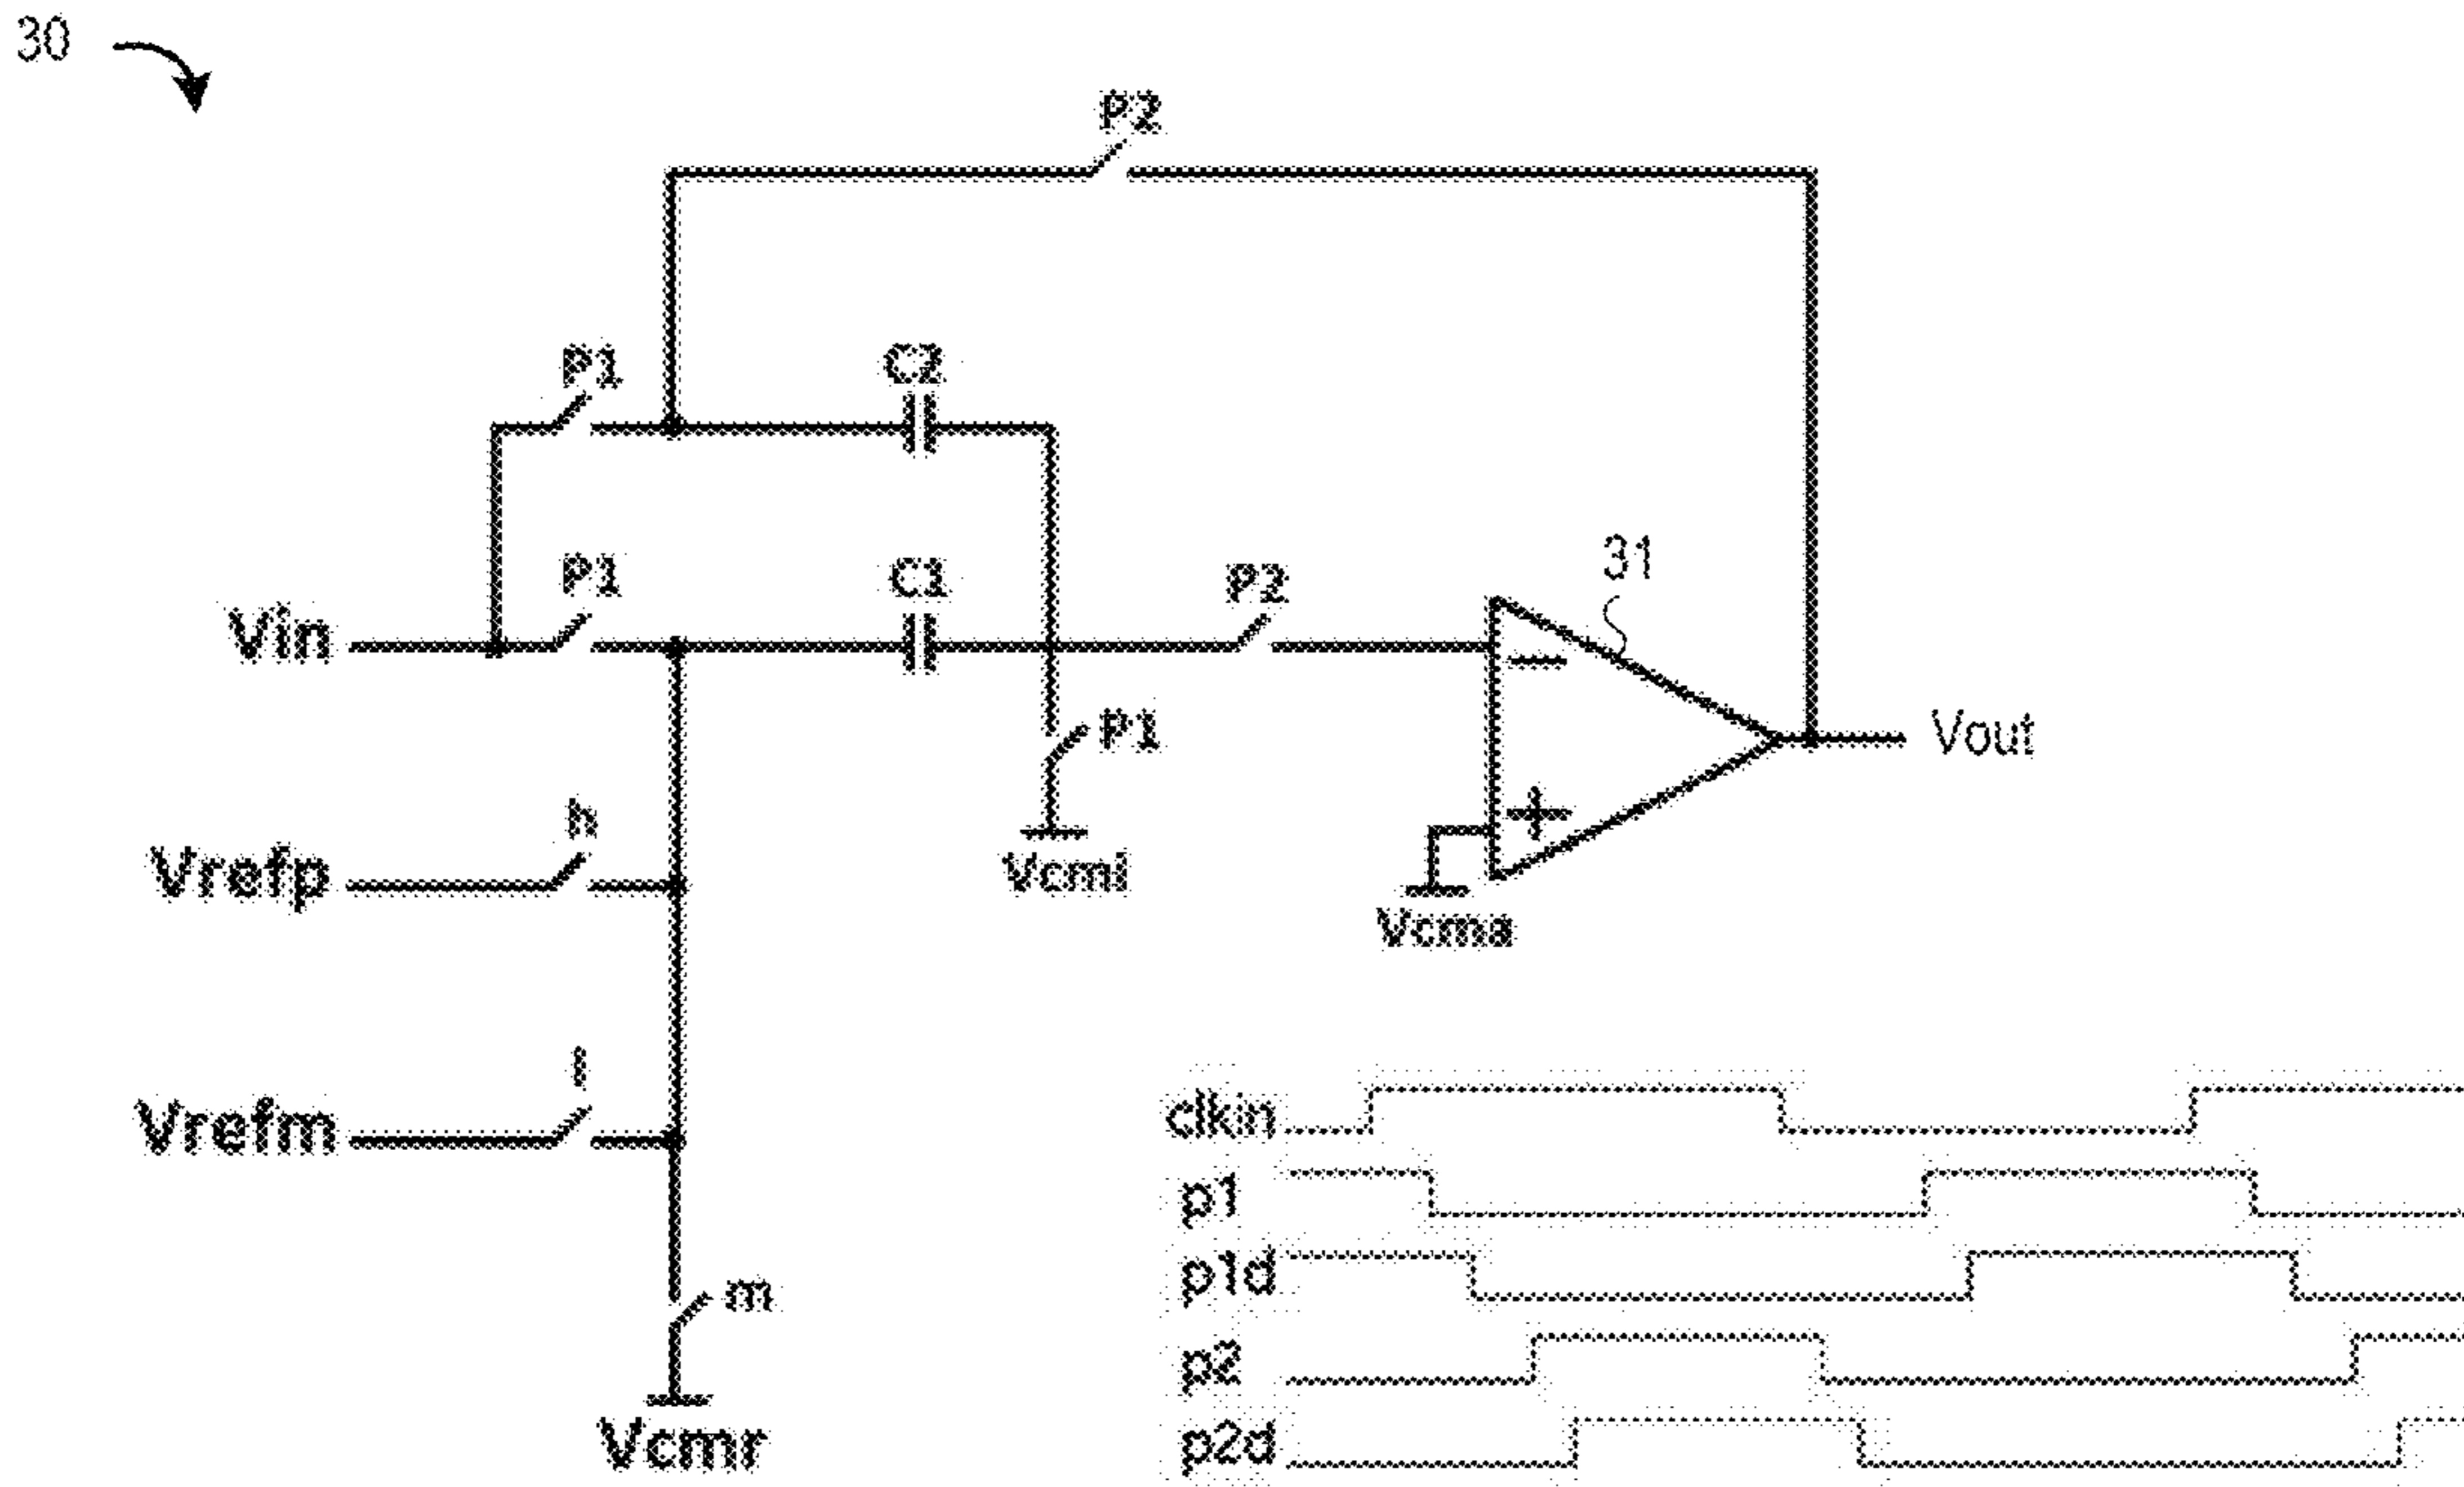 30
P2
P1
C2
P1
C1
P2
31
Vin
P1
Vout
h
Vrefp
Vcmi
Vcma
l
Vrefm
clkin
p1
p1d
m
p2
Vcmr
p2d